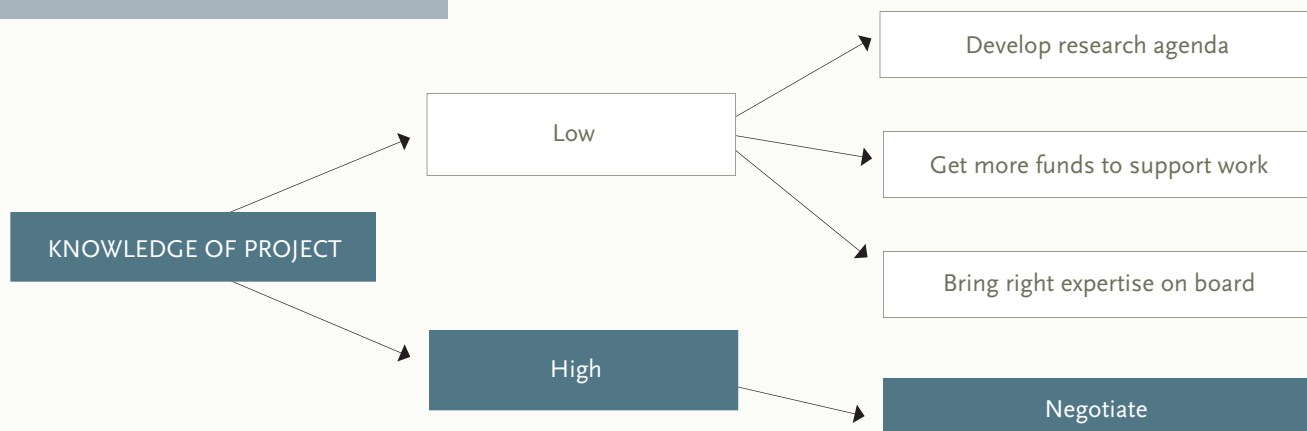 Develop research agenda
Low
Get more funds to support work
KNOWLEDGE OF PROJECT
Bring right expertise on board
High
Negotiate